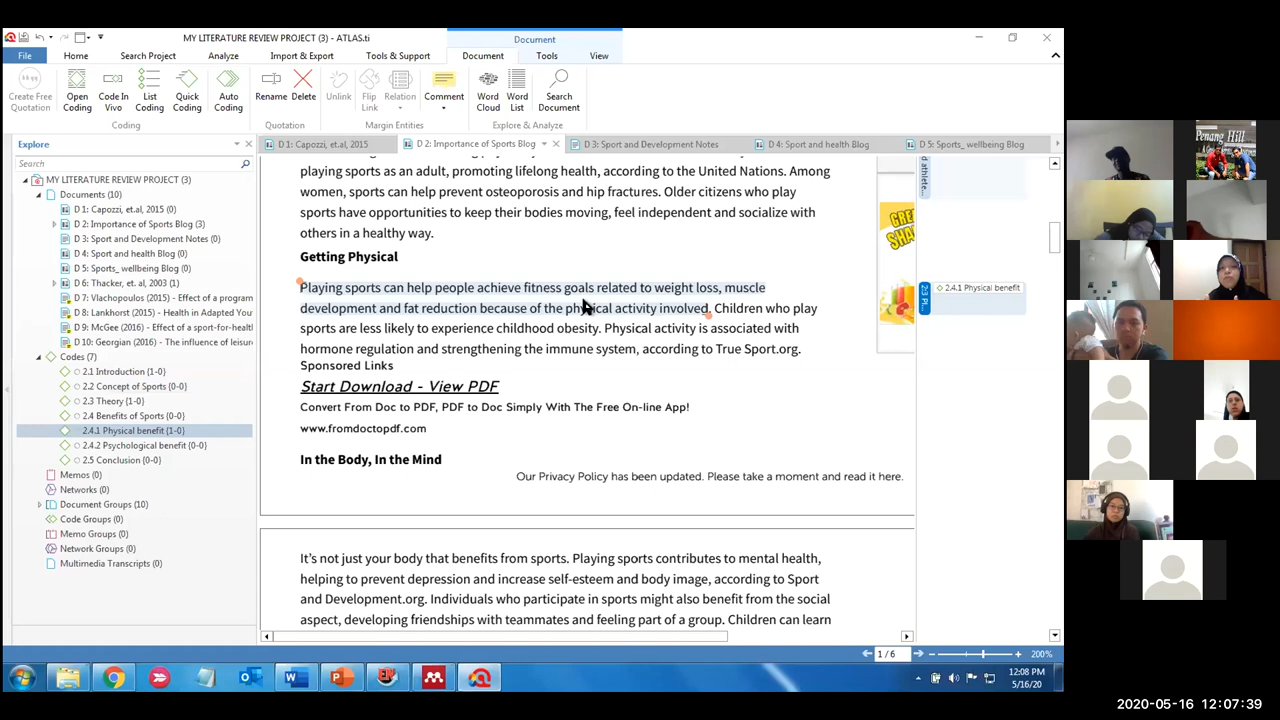 MY LITERATURE REVIEW PROJECT (3) - ATLAS.ti
Document
File
Home
Search Project
Analyze
Import & Export
Tools & Support
Document
Tools
View
Create Free Quotation
Open Coding
Code In Vivo
List Coding
Quick Coding
Auto Coding
Rename
Delete
Unlink
Flip Link
Relation
Comment
Word Cloud
Word List
Search Document
Coding
Quotation
Margin Entities
Explore & Analyze
Explore
D 1: Capozzi, et.al, 2015
D 2: Importance of Sports Blog
D 3: Sport and Development Notes
D 4: Sport and health Blog
D 5: Sports_ wellbeing Blog
Search
MY LITERATURE REVIEW PROJECT (3)
Documents (10)
D 1: Capozzi, et.al, 2015 (0)
D 2: Importance of Sports Blog (3)
D 3: Sport and Development Notes (0)
D 4: Sport and health Blog (0)
D 5: Sports_ wellbeing Blog (0)
D 6: Thacker, et. al, 2003 (1)
D 7: Vlachopoulos (2015) - Effect of a program
D 8: Lankhorst (2015) - Health in Adapted You
D 9: McGee (2016) - Effect of a sport-for-healt
D 10: Georgian (2016) - The influence of leisure
Codes (7)
2.1 Introduction {1-0}
2.2 Concept of Sports {0-0}
2.3 Theory {1-0}
2.4 Benefits of Sports {0-0}
2.4.1 Physical benefit {1-0}
2.4.2 Psychological benefit {0-0}
2.5 Conclusion {0-0}
Memos (0)
Networks (0)
Document Groups (10)
Code Groups (0)
Memo Groups (0)
Network Groups (0)
Multimedia Transcripts (0)
playing sports as an adult, promoting lifelong health, according to the United Nations. Among
women, sports can help prevent osteoporosis and hip fractures. Older citizens who play
sports have opportunities to keep their bodies moving, feel independent and socialize with
others in a healthy way.
Getting Physical
Playing sports can help people achieve fitness goals related to weight loss, muscle
development and fat reduction because of the physical activity involved. Children who play
sports are less likely to experience childhood obesity. Physical activity is associated with
hormone regulation and strengthening the immune system, according to True Sport.org.
Sponsored Links
Start Download - View PDF
Convert From Doc to PDF, PDF to Doc Simply With The Free On-line App!
www.fromdoctopdf.com
In the Body, In the Mind
Our Privacy Policy has been updated. Please take a moment and read it here.
It's not just your body that benefits from sports. Playing sports contributes to mental health,
helping to prevent depression and increase self-esteem and body image, according to Sport
and Development.org. Individuals who participate in sports might also benefit from the social
aspect, developing friendships with teammates and feeling part of a group. Children can learn
d athlete...
2:3 Pl...
2.4.1 Physical benefit
1 / 6
200%
12:08 PM
5/16/20
Penang Hill
2020-05-16 12:07:39